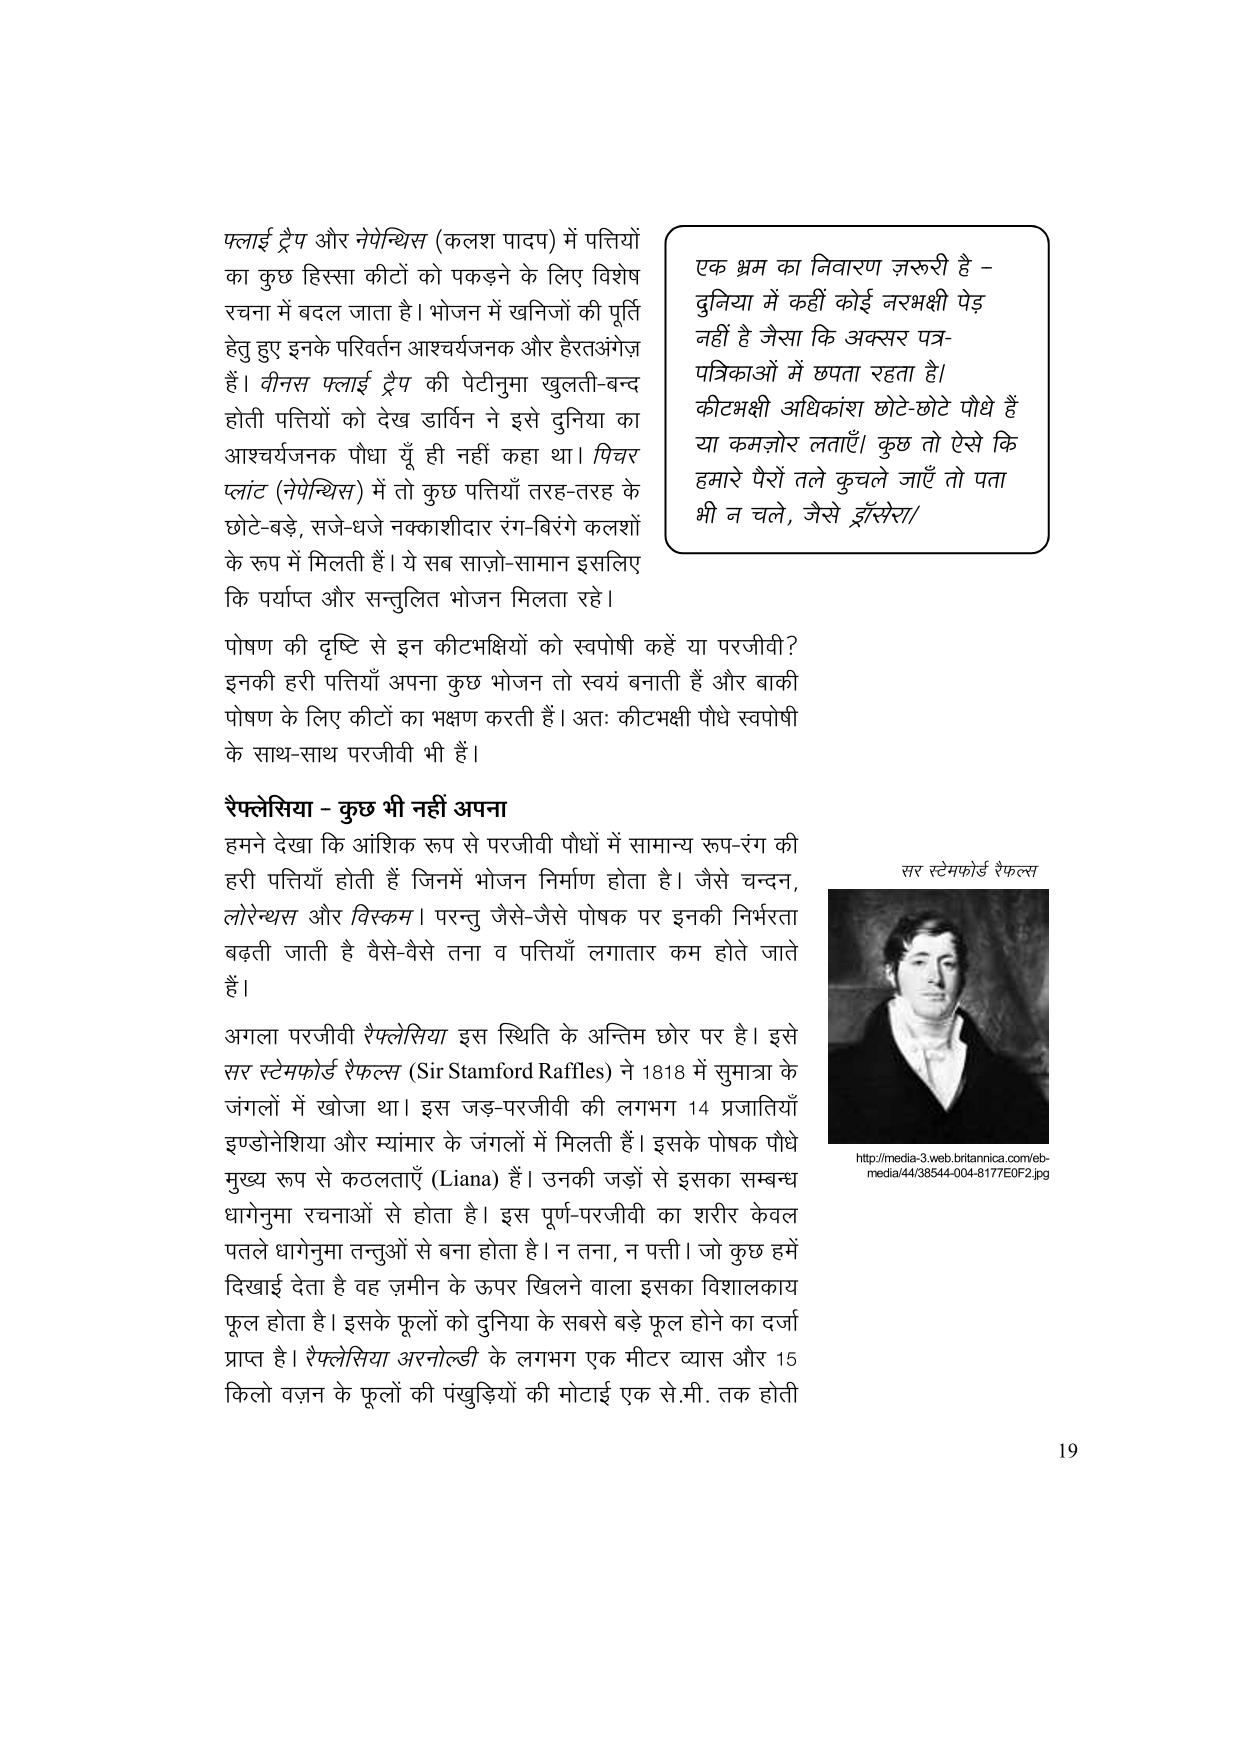 फ्लाई ट्रैप और नेपेन्थिस (कलश पादप) में पत्तियों
का कुछ हिस्सा कीटों को पकड़ने के लिए विशेष
रचना में बदल जाता है। भोजन में खनिजों की पूर्ति
हेतु हुए इनके परिवर्तन आश्चर्यजनक और हैरतअंगेज़
हैं। वीनस फ्लाई ट्रैप की पेटीनुमा खुलती-बन्द
होती पत्तियों को देख डार्विन ने इसे दुनिया का
आश्चर्यजनक पौधा यूँ ही नहीं कहा था। पिचर
प्लांट (नेपेन्थिस) में तो कुछ पत्तियाँ तरह-तरह के
छोटे-बड़े, सजे-धजे नक्काशीदार रंग-बिरंगे कलशों
के रूप में मिलती हैं। ये सब साज़ो-सामान इसलिए
कि पर्याप्त और सन्तुलित भोजन मिलता रहे।
एक भ्रम का निवारण ज़रूरी है –
दुनिया में कहीं कोई नरभक्षी पेड़
नहीं है जैसा कि अक्सर पत्र-
पत्रिकाओं में छपता रहता है।
कीटभक्षी अधिकांश छोटे-छोटे पौधे हैं
या कमज़ोर लताएँ। कुछ तो ऐसे कि
हमारे पैरों तले कुचले जाएँ तो पता
भी न चले, जैसे ड्रॉसेरा।
पोषण की दृष्टि से इन कीटभक्षियों को स्वपोषी कहें या परजीवी?
इनकी हरी पत्तियाँ अपना कुछ भोजन तो स्वयं बनाती हैं और बाकी
पोषण के लिए कीटों का भक्षण करती हैं। अतः कीटभक्षी पौधे स्वपोषी
के साथ-साथ परजीवी भी हैं।
रैफ्लेसिया – कुछ भी नहीं अपना
हमने देखा कि आंशिक रूप से परजीवी पौधों में सामान्य रूप-रंग की
हरी पत्तियाँ होती हैं जिनमें भोजन निर्माण होता है। जैसे चन्दन,
लोरेन्थस और विस्कम। परन्तु जैसे-जैसे पोषक पर इनकी निर्भरता
बढ़ती जाती है वैसे-वैसे तना व पत्तियाँ लगातार कम होते जाते
हैं।
अगला परजीवी रैफ्लेसिया इस स्थिति के अन्तिम छोर पर है। इसे
सर स्टेमफोर्ड रैफल्स (Sir Stamford Raffles) ने 1818 में सुमात्रा के
जंगलों में खोजा था। इस जड़-परजीवी की लगभग 14 प्रजातियाँ
इण्डोनेशिया और म्यांमार के जंगलों में मिलती हैं। इसके पोषक पौधे
मुख्य रूप से कठलताएँ (Liana) हैं। उनकी जड़ों से इसका सम्बन्ध
धागेनुमा रचनाओं से होता है। इस पूर्ण-परजीवी का शरीर केवल
पतले धागेनुमा तन्तुओं से बना होता है। न तना, न पत्ती। जो कुछ हमें
दिखाई देता है वह ज़मीन के ऊपर खिलने वाला इसका विशालकाय
फूल होता है। इसके फूलों को दुनिया के सबसे बड़े फूल होने का दर्जा
प्राप्त है। रैफ्लेसिया अरनोल्डी के लगभग एक मीटर व्यास और 15
किलो वज़न के फूलों की पंखुड़ियों की मोटाई एक से.मी. तक होती
सर स्टेमफोर्ड रैफल्स
http://media-3.web.britannica.com/eb-
media/44/38544-004-8177E0F2.jpg
19